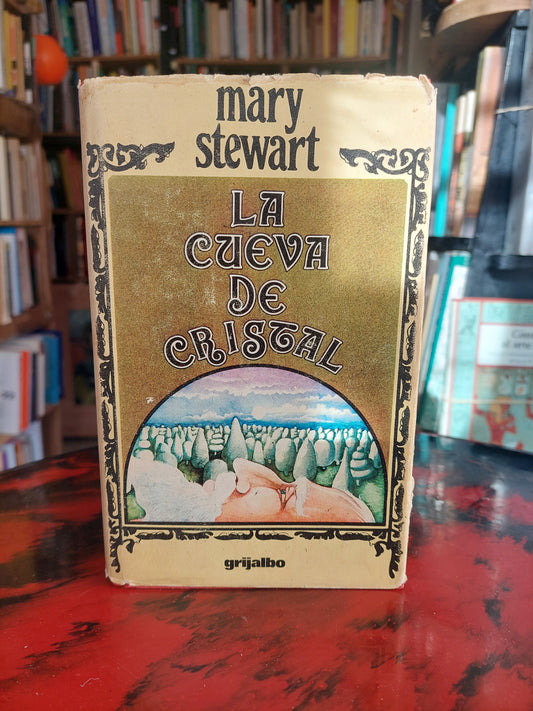 mary
stewart
LA
CUEVA
DE
CRISTAL
grijalbo